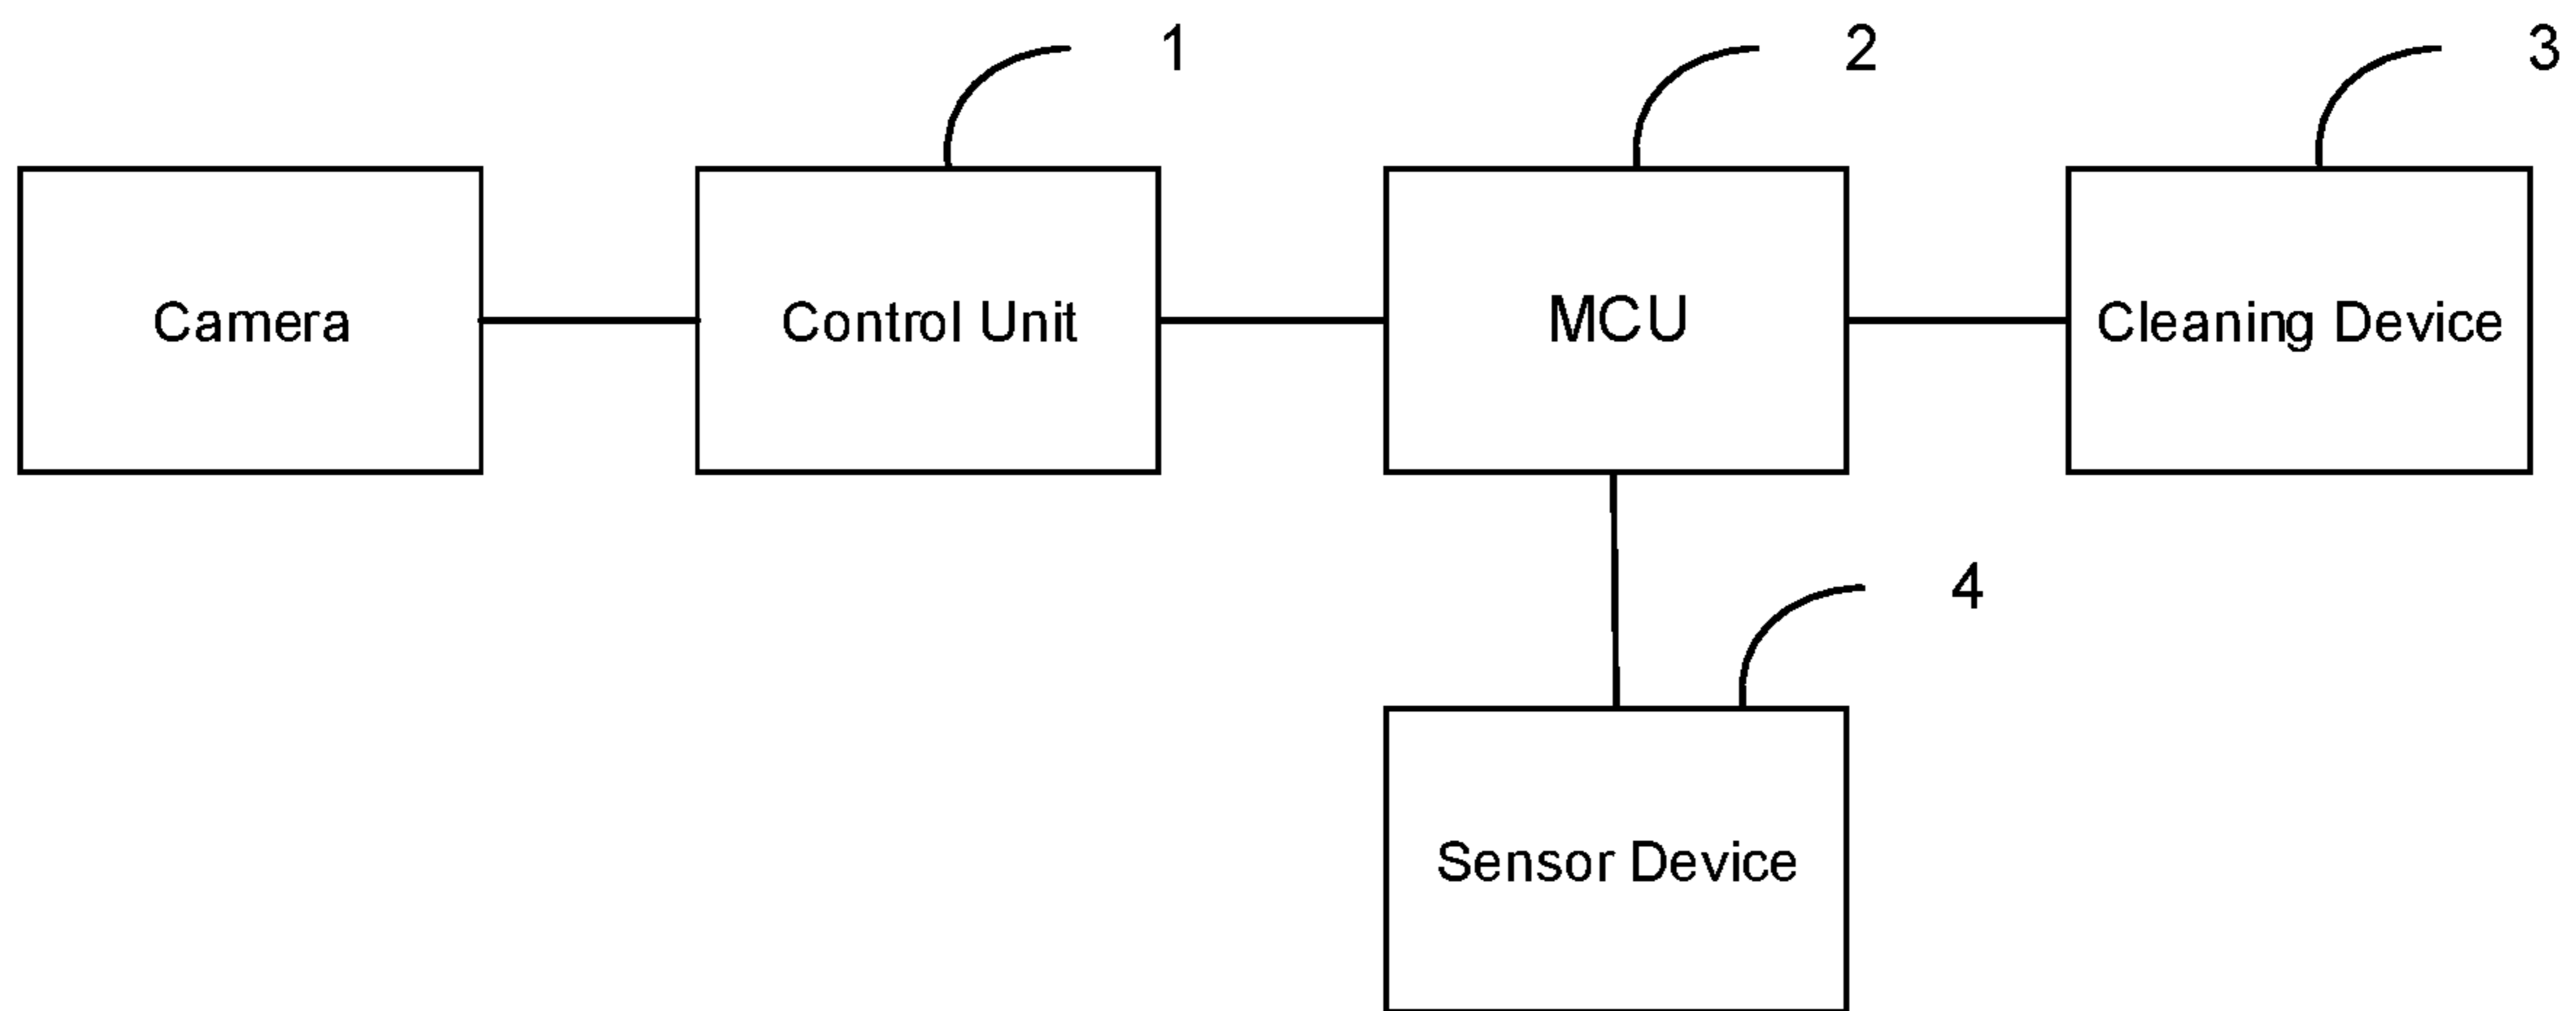 1
2
3
Camera
Control Unit
MCU
Cleaning Device
4
Sensor Device